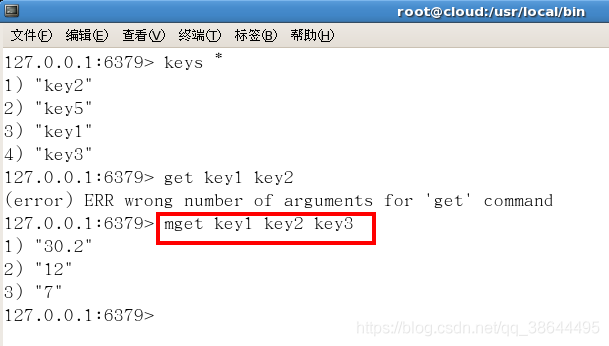 root@cloud:/usr/local/bin
文件(F) 编辑(E) 查看(V) 终端(T) 标签(B) 帮助(H)
127.0.0.1:6379> keys *
1) "key2"
2) "key5"
3) "key1"
4) "key3"
127.0.0.1:6379> get key1 key2
(error) ERR wrong number of arguments for 'get' command
127.0.0.1:6379> mget key1 key2 key3
1) "30.2"
2) "12"
3) "7"
127.0.0.1:6379>
https://blog.csdn.net/qq_38644495